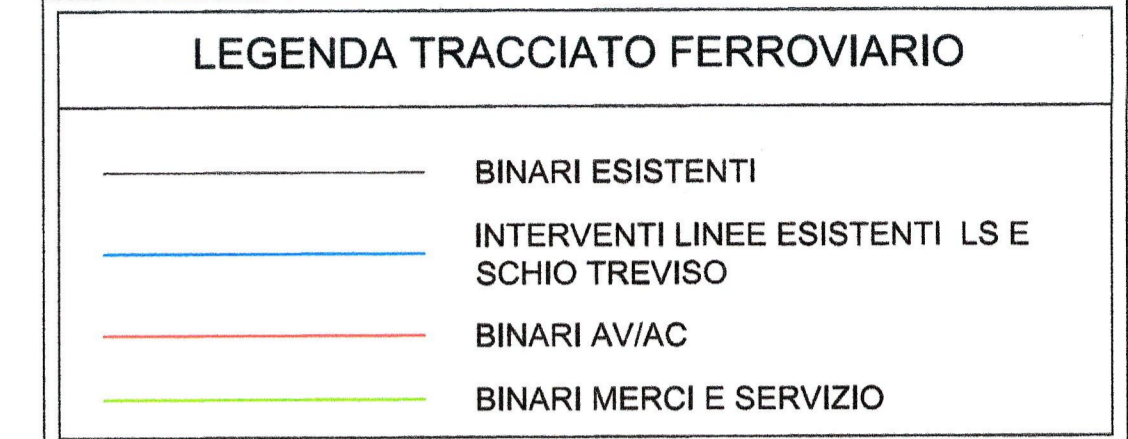 LEGENDA TRACCIATO FERROVIARIO
BINARI ESISTENTI
INTERVENTI LINEE ESISTENTI LS E
SCHIO TREVISO
BINARI AV/AC
BINARI MERCI E SERVIZIO